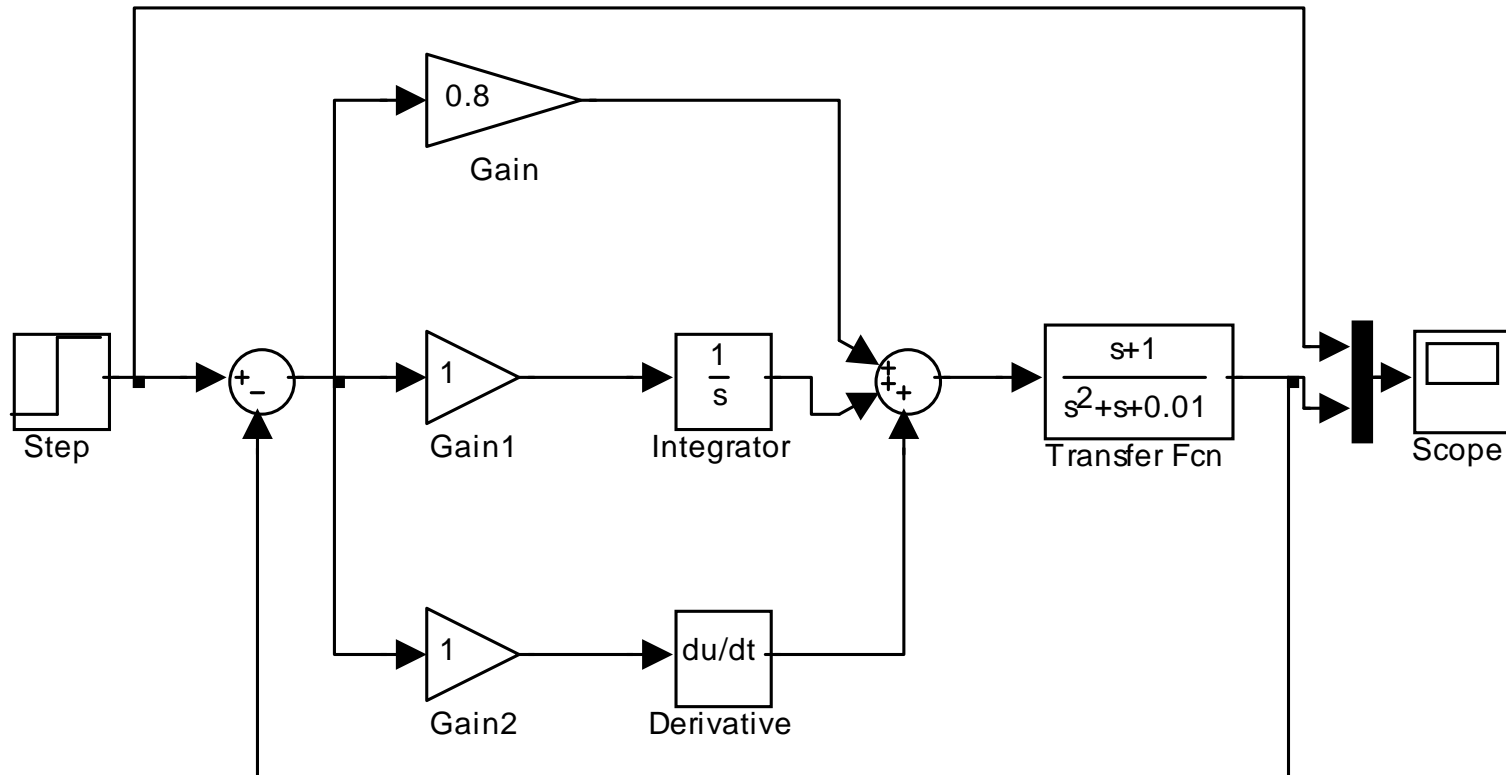 0.8
Gain
+
−
Step
1
Gain1
1
s
Integrator
+
+
+
s+1
s²+s+0.01
Transfer Fcn
Scope
1
Gain2
du/dt
Derivative